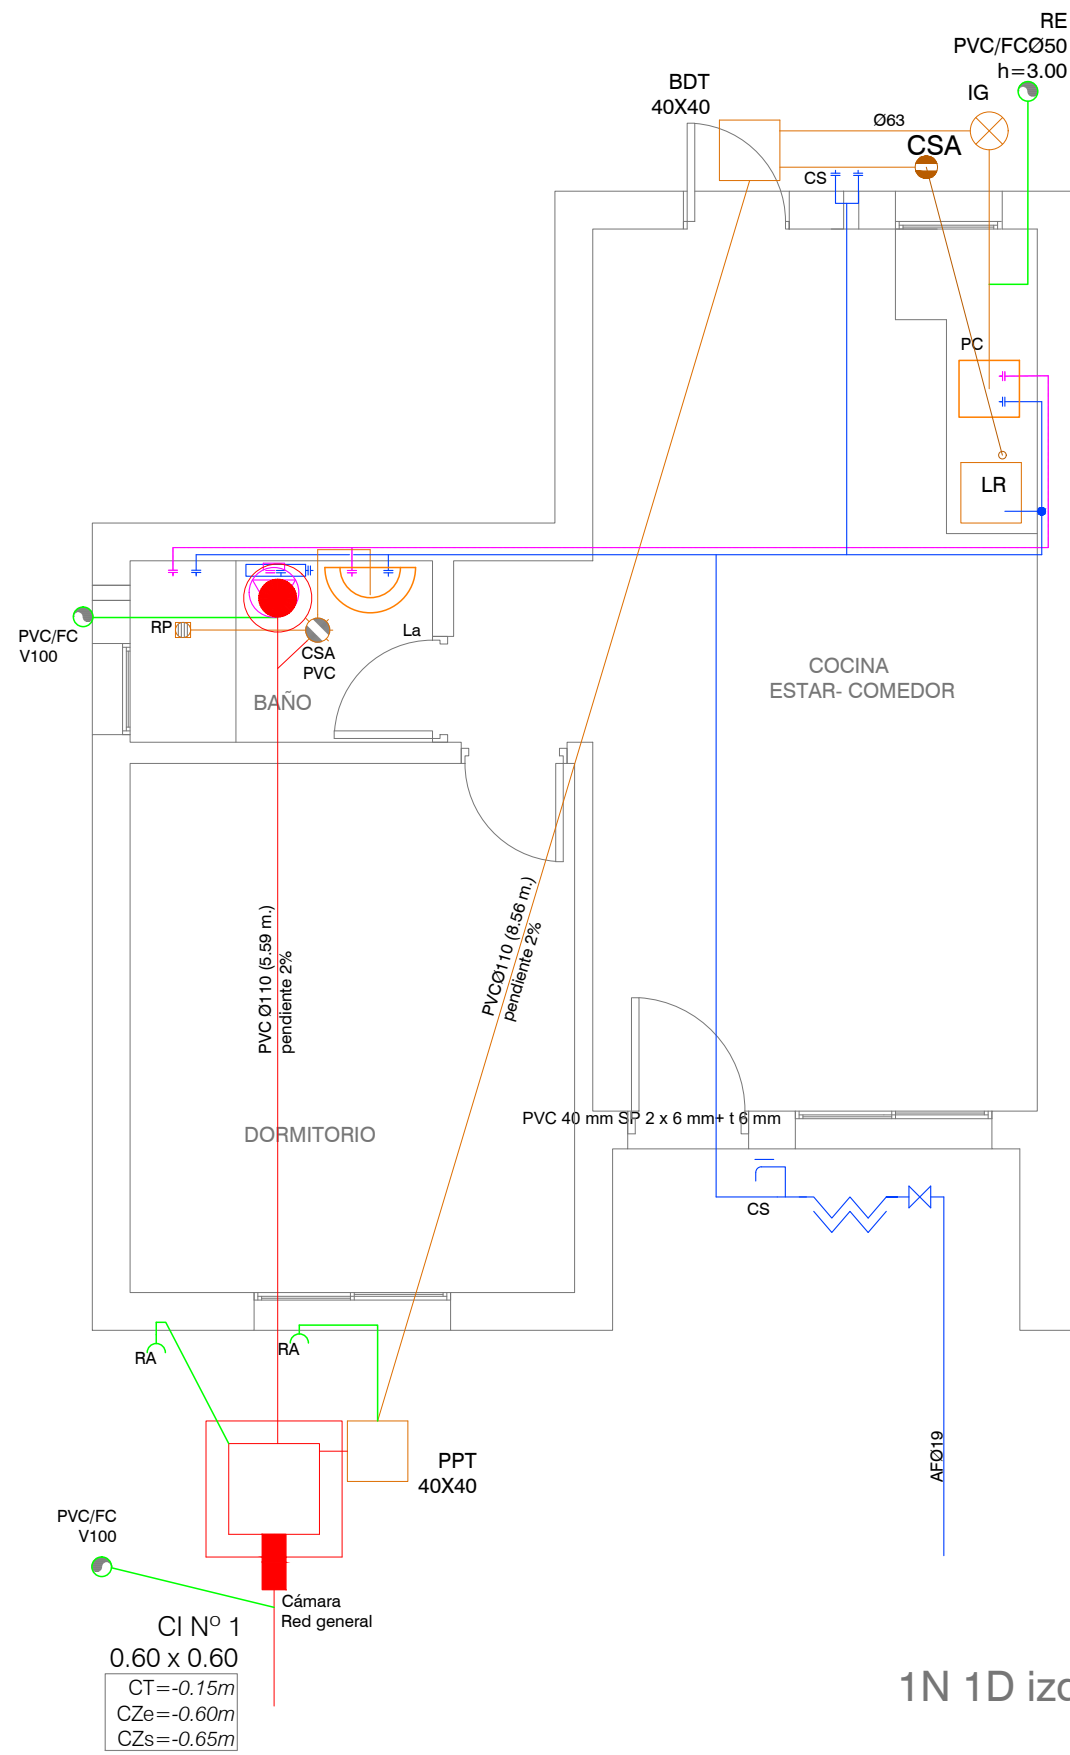 RE
PVC/FCØ50
h=3.00
BDT
40X40
IG
Ø63
CSA
CS
PC
LR
PVC/FC
V100
RP
La
CSA
PVC
BAÑO
COCINA
ESTAR- COMEDOR
PVC Ø110 (5.59 m.)
pendiente 2%
PVCØ110 (8.56 m.)
pendiente 2%
DORMITORIO
PVC 40 mm SP 2 x 6 mm+ t 6 mm
CS
RA
RA
AFØ19
PPT
40X40
PVC/FC
V100
Cámara
Red general
CI Nº 1
0.60 x 0.60
CT=-0.15m
CZe=-0.60m
CZs=-0.65m
1N 1D